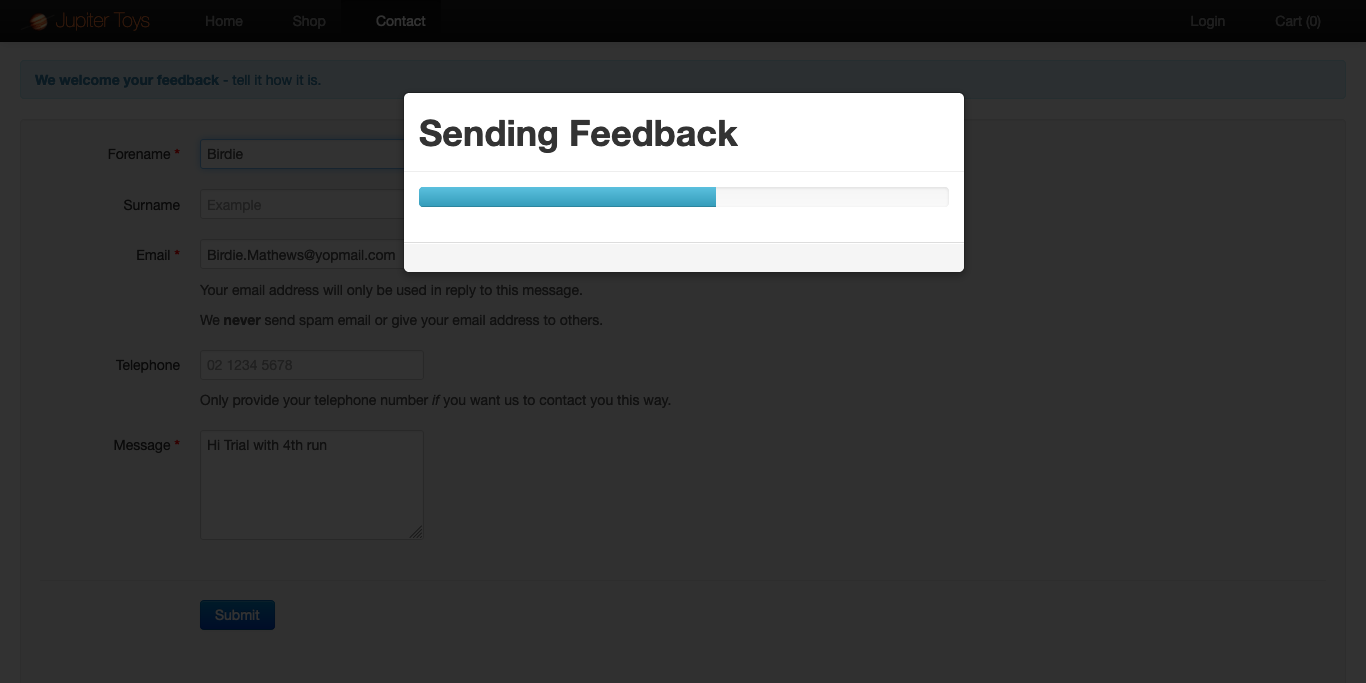 Jupiter Toys Home Shop Contact Login Cart (0)
We welcome your feedback - tell it how it is.
Sending Feedback
Forename * Birdie
Surname Example
Email * Birdie.Mathews@yopmail.com
Your email address will only be used in reply to this message.
We never send spam email or give your email address to others.
Telephone 02 1234 5678
Only provide your telephone number if you want us to contact you this way.
Message * Hi Trial with 4th run
Submit